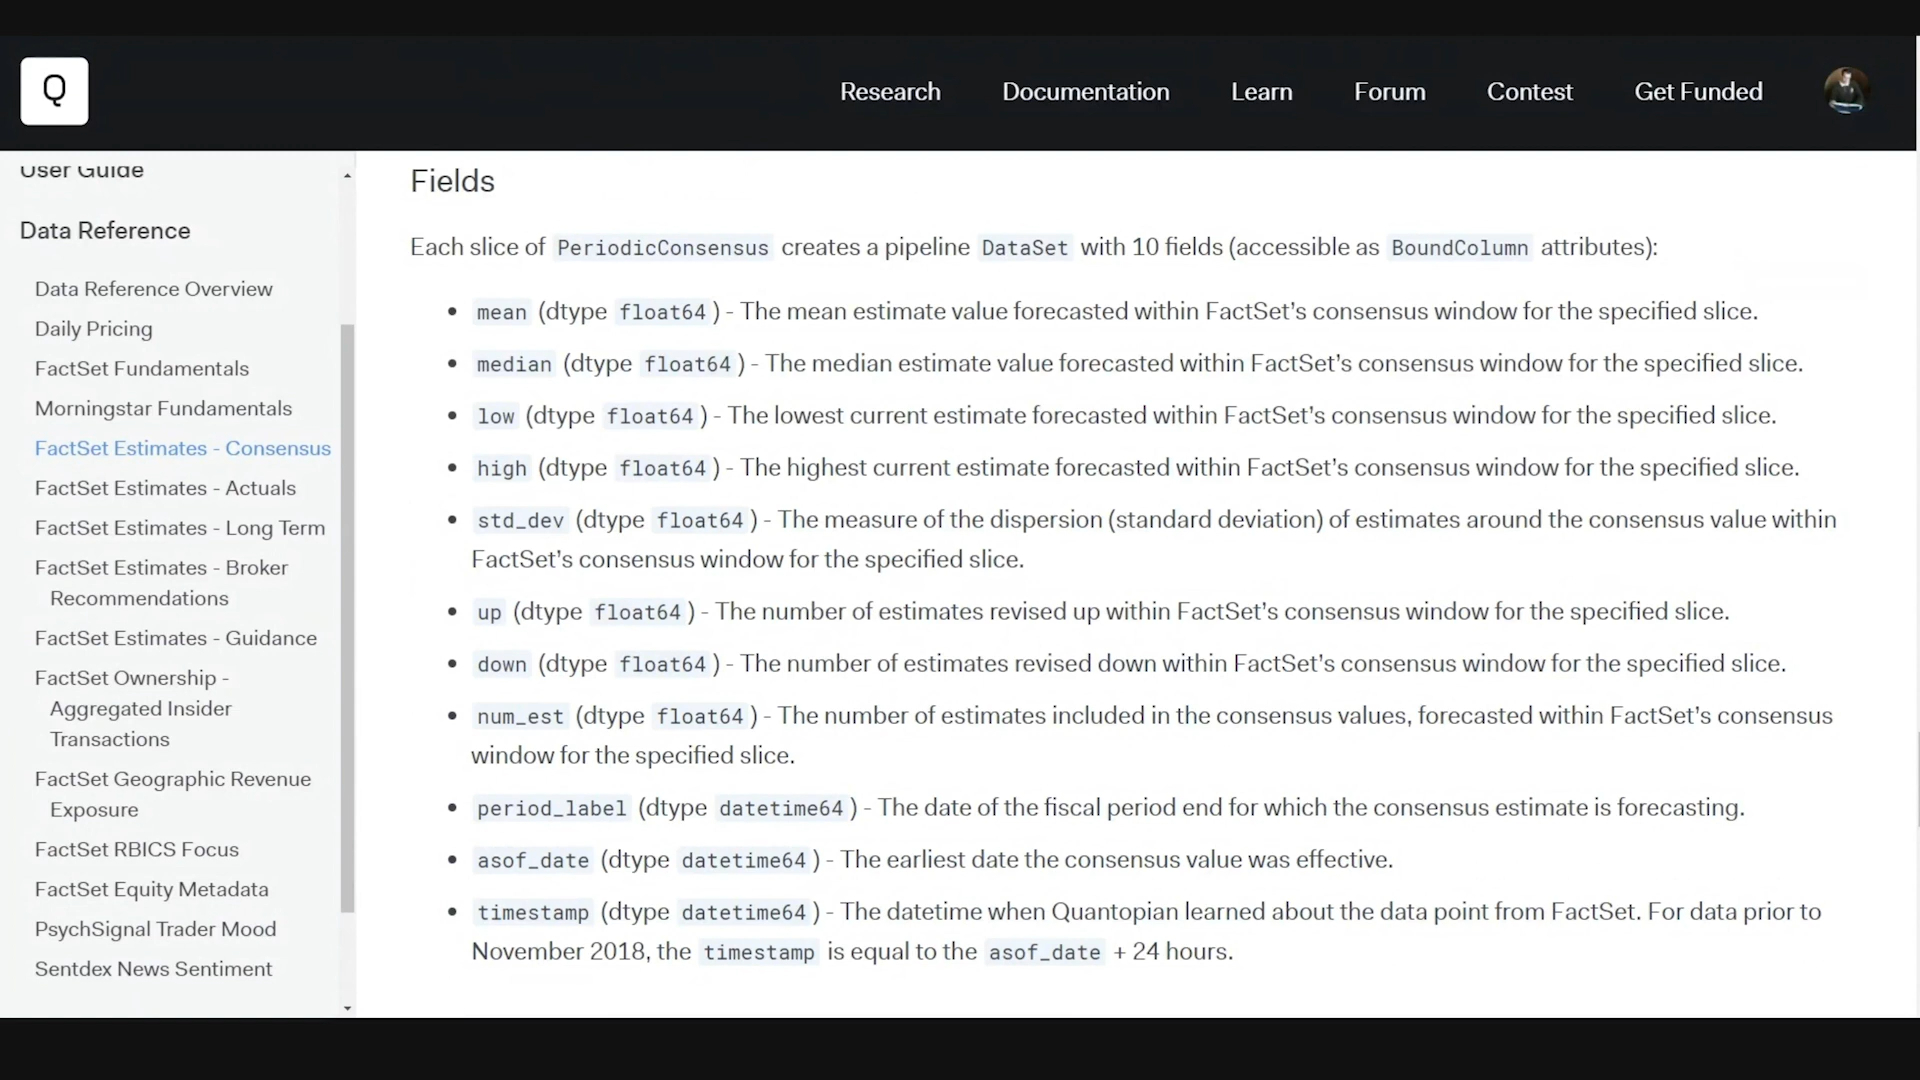 Q
Research
Documentation
Learn
Forum
Contest
Get Funded
User Guide
Data Reference
Data Reference Overview
Daily Pricing
FactSet Fundamentals
Morningstar Fundamentals
FactSet Estimates - Consensus
FactSet Estimates - Actuals
FactSet Estimates - Long Term
FactSet Estimates - Broker
Recommendations
FactSet Estimates - Guidance
FactSet Ownership -
Aggregated Insider
Transactions
FactSet Geographic Revenue
Exposure
FactSet RBICS Focus
FactSet Equity Metadata
PsychSignal Trader Mood
Sentdex News Sentiment
Fields
Each slice of PeriodicConsensus creates a pipeline DataSet with 10 fields (accessible as BoundColumn attributes):
• mean (dtype float64 ) - The mean estimate value forecasted within FactSet’s consensus window for the specified slice.
• median (dtype float64 ) - The median estimate value forecasted within FactSet’s consensus window for the specified slice.
• low (dtype float64 ) - The lowest current estimate forecasted within FactSet’s consensus window for the specified slice.
• high (dtype float64 ) - The highest current estimate forecasted within FactSet’s consensus window for the specified slice.
• std_dev (dtype float64 ) - The measure of the dispersion (standard deviation) of estimates around the consensus value within
FactSet’s consensus window for the specified slice.
• up (dtype float64 ) - The number of estimates revised up within FactSet’s consensus window for the specified slice.
• down (dtype float64 ) - The number of estimates revised down within FactSet’s consensus window for the specified slice.
• num_est (dtype float64 ) - The number of estimates included in the consensus values, forecasted within FactSet’s consensus
window for the specified slice.
• period_label (dtype datetime64 ) - The date of the fiscal period end for which the consensus estimate is forecasting.
• asof_date (dtype datetime64 ) - The earliest date the consensus value was effective.
• timestamp (dtype datetime64 ) - The datetime when Quantopian learned about the data point from FactSet. For data prior to
November 2018, the timestamp is equal to the asof_date + 24 hours.